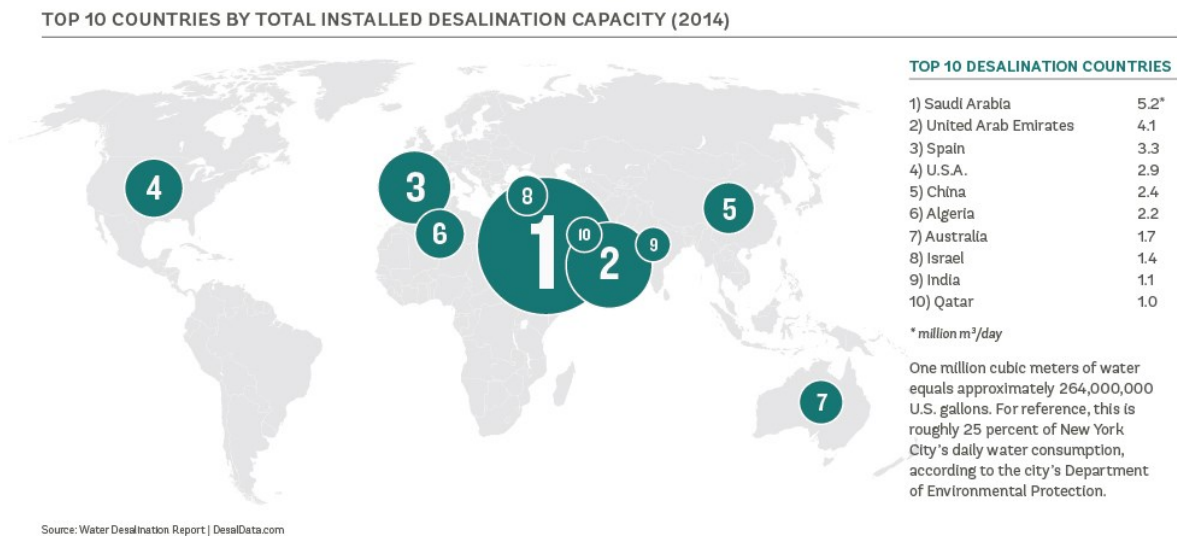 TOP 10 COUNTRIES BY TOTAL INSTALLED DESALINATION CAPACITY (2014)
4
3
6
8
1
10
2
9
5
7
TOP 10 DESALINATION COUNTRIES
1) Saudi Arabia 5.2*
2) United Arab Emirates 4.1
3) Spain 3.3
4) U.S.A. 2.9
5) China 2.4
6) Algeria 2.2
7) Australia 1.7
8) Israel 1.4
9) India 1.1
10) Qatar 1.0
* million m³/day
One million cubic meters of water
equals approximately 264,000,000
U.S. gallons. For reference, this is
roughly 25 percent of New York
City's daily water consumption,
according to the city's Department
of Environmental Protection.
Source: Water Desalination Report | DesalData.com